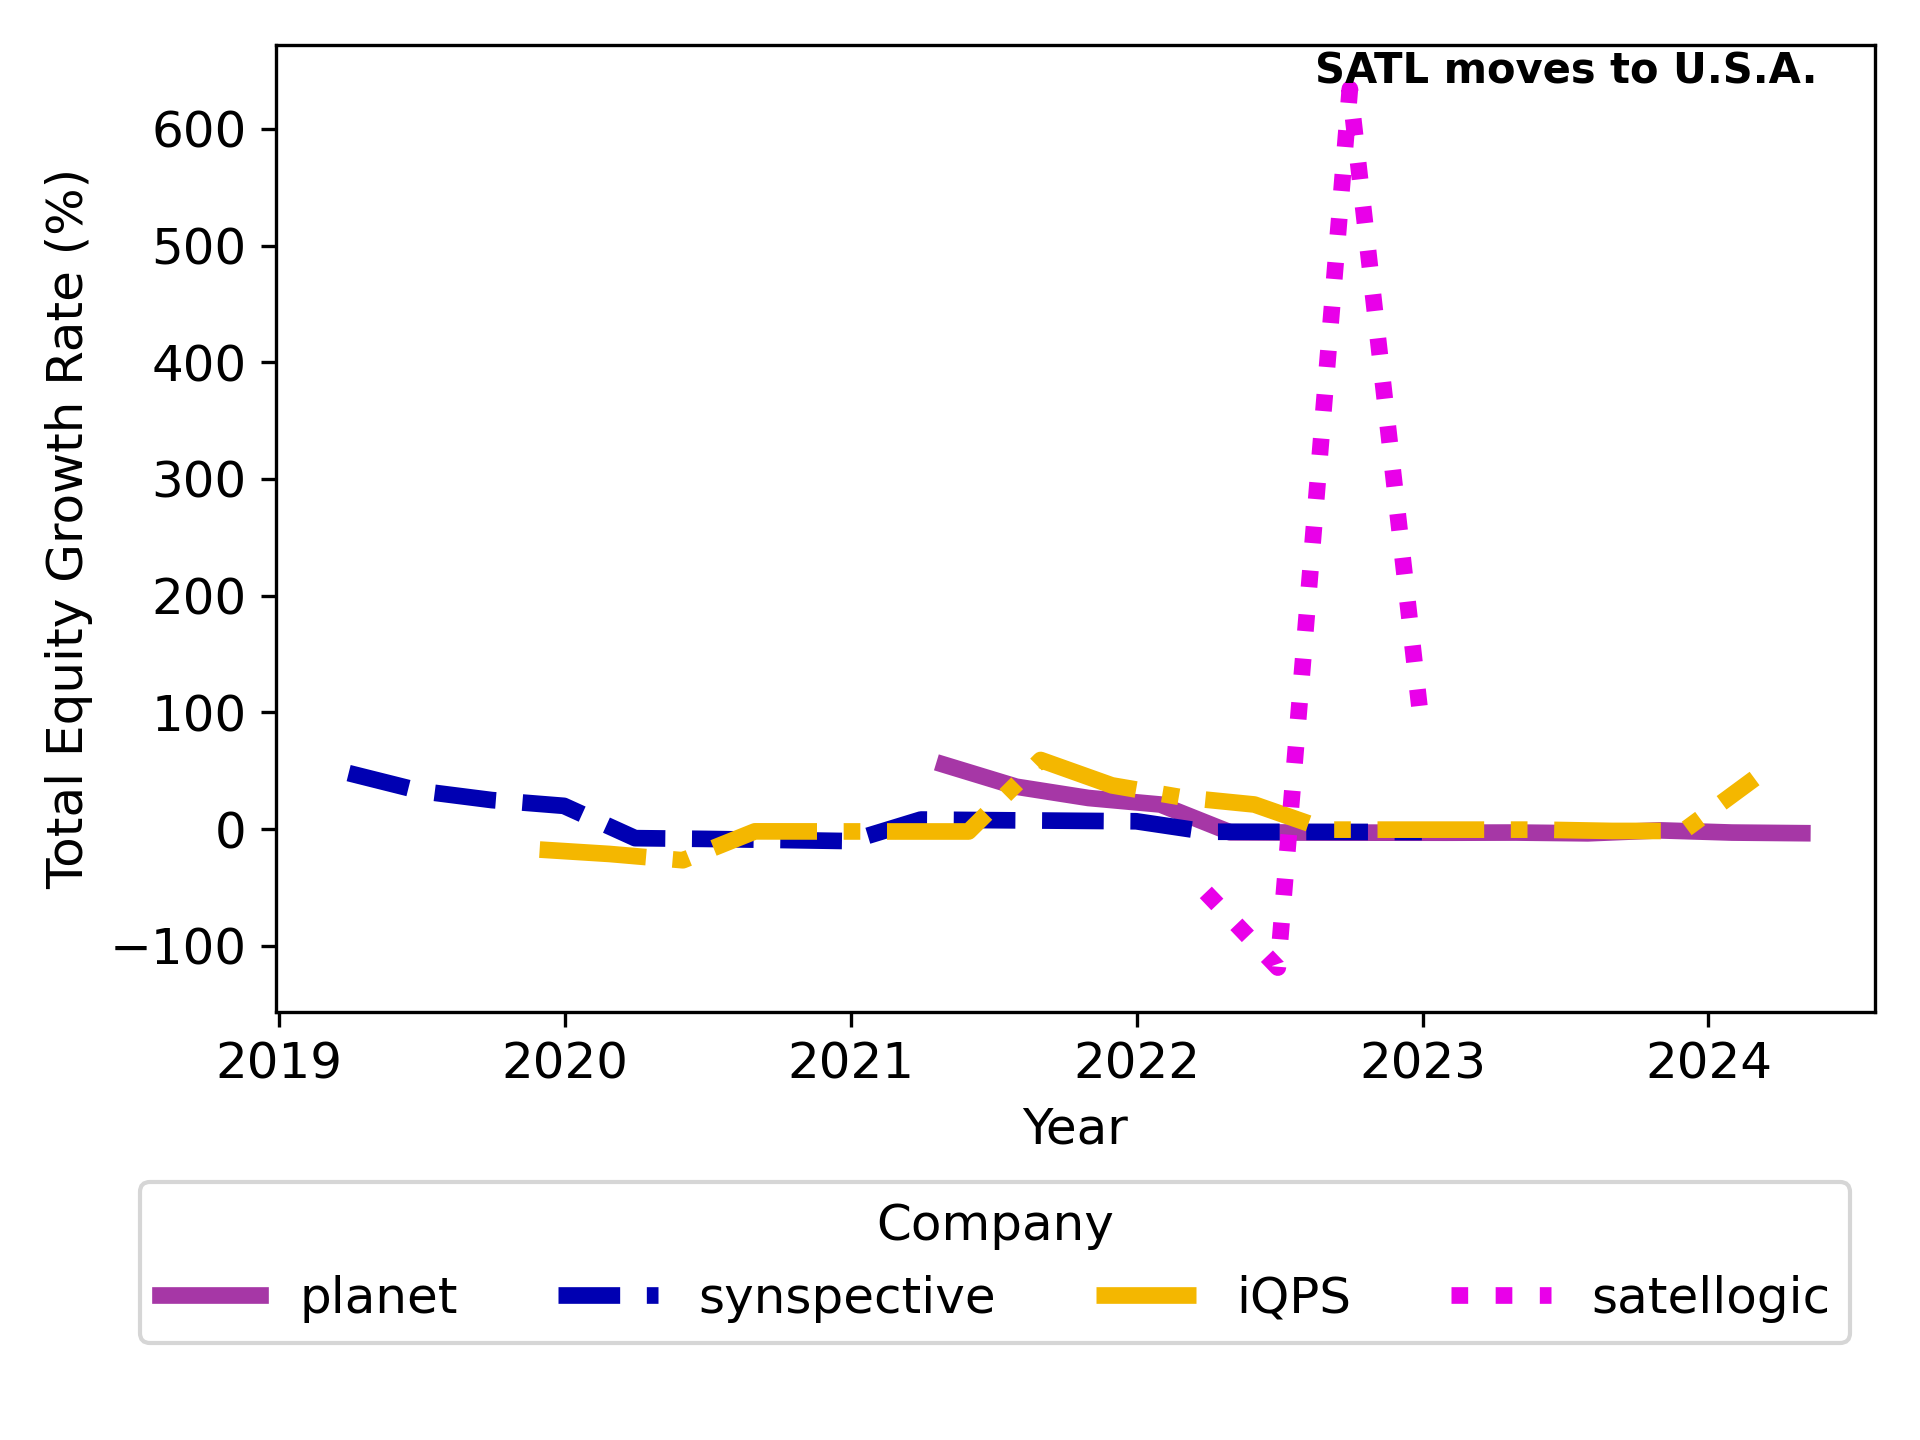 SATL moves to U.S.A.
600
500
400
300
200
100
0
−100
Total Equity Growth Rate (%)
2019 2020 2021 2022 2023 2024
Year
Company
planet synspective iQPS satellogic